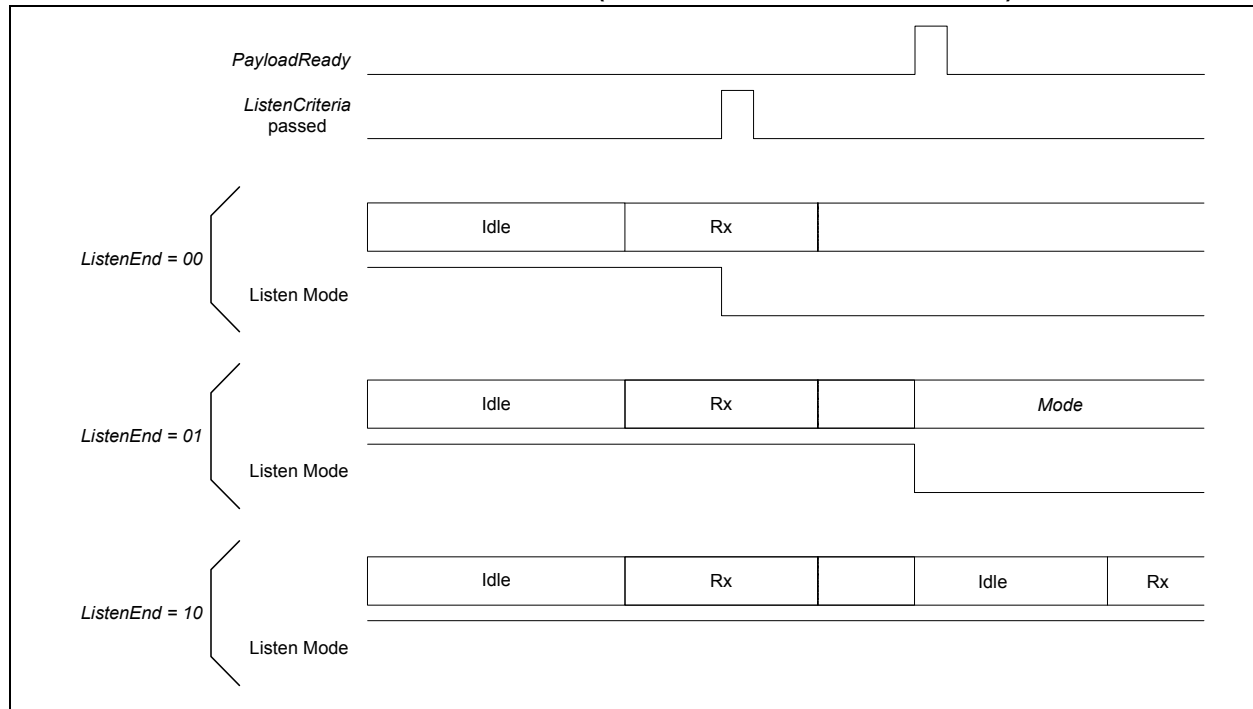 PayloadReady
ListenCriteria
passed
Idle
Rx
ListenEnd = 00
Listen Mode
Idle
Rx
Mode
ListenEnd = 01
Listen Mode
Idle
Rx
Idle
Rx
ListenEnd = 10
Listen Mode